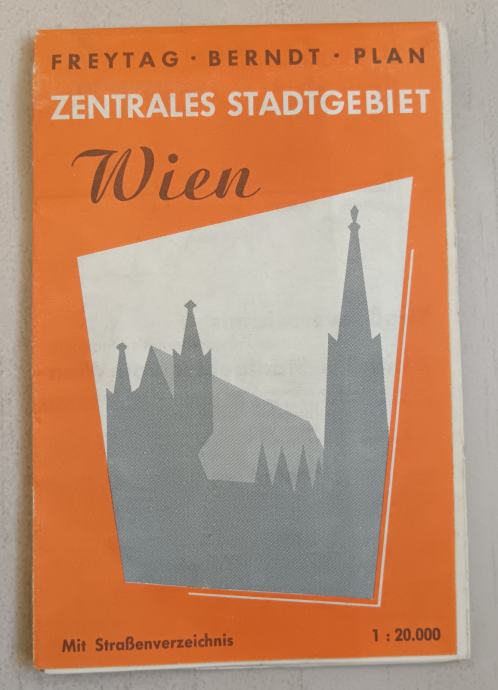 FREYTAG · BERNDT · PLAN
ZENTRALES STADTGEBIET
Wien
Mit Straßenverzeichnis
1 : 20.000